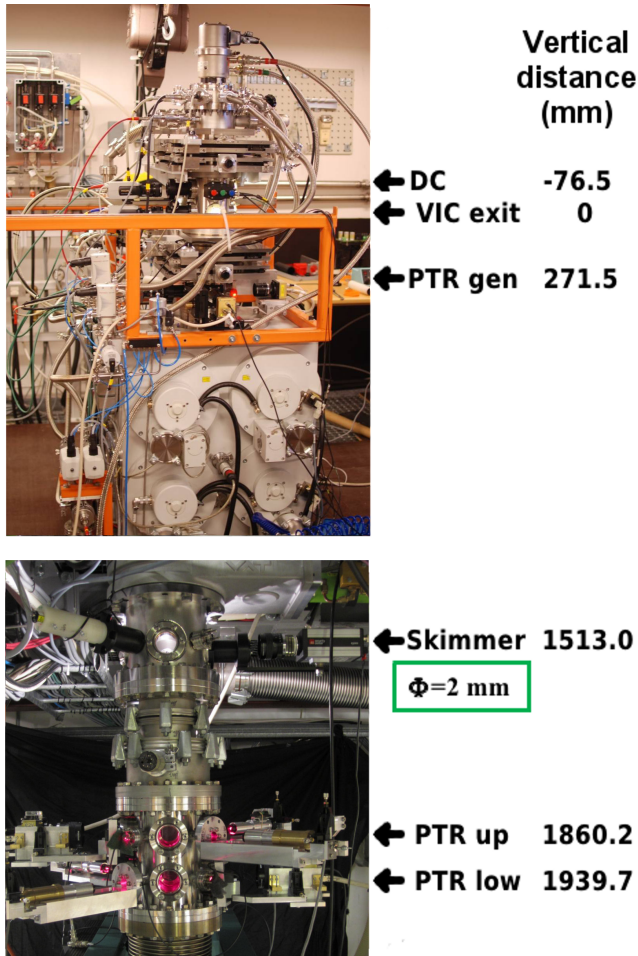 Vertical
distance
(mm)
DC -76.5
VIC exit 0
PTR gen 271.5
Skimmer 1513.0
Φ=2 mm
PTR up 1860.2
PTR low 1939.7